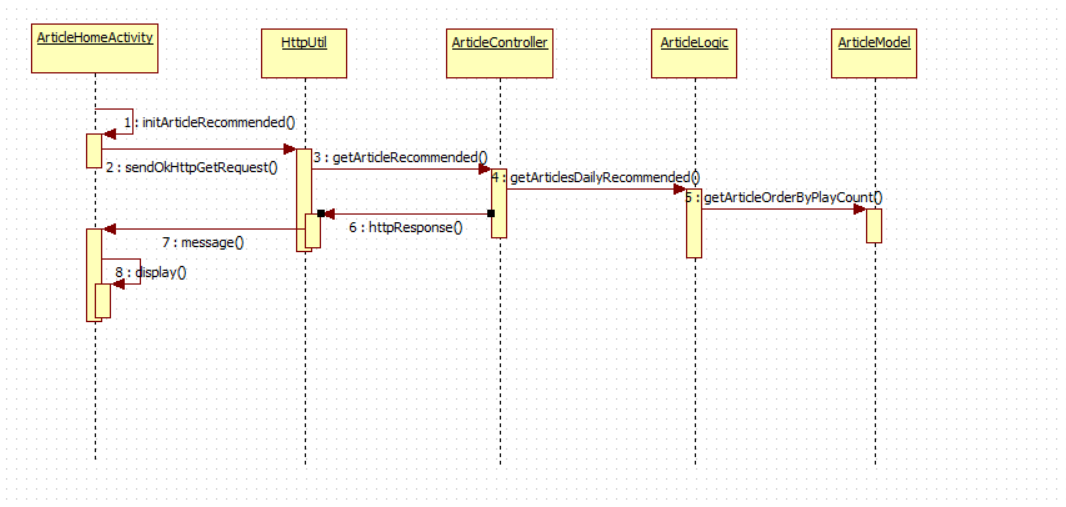 ArticleHomeActivity
HttpUtil
ArticleController
ArticleLogic
ArticleModel
1 : initArticleRecommended()
2 : sendOkHttpGetRequest()
3 : getArticleRecommended()
4 : getArticlesDailyRecommended()
5 : getArticleOrderByPlayCount()
6 : httpResponse()
7 : message()
8 : display()